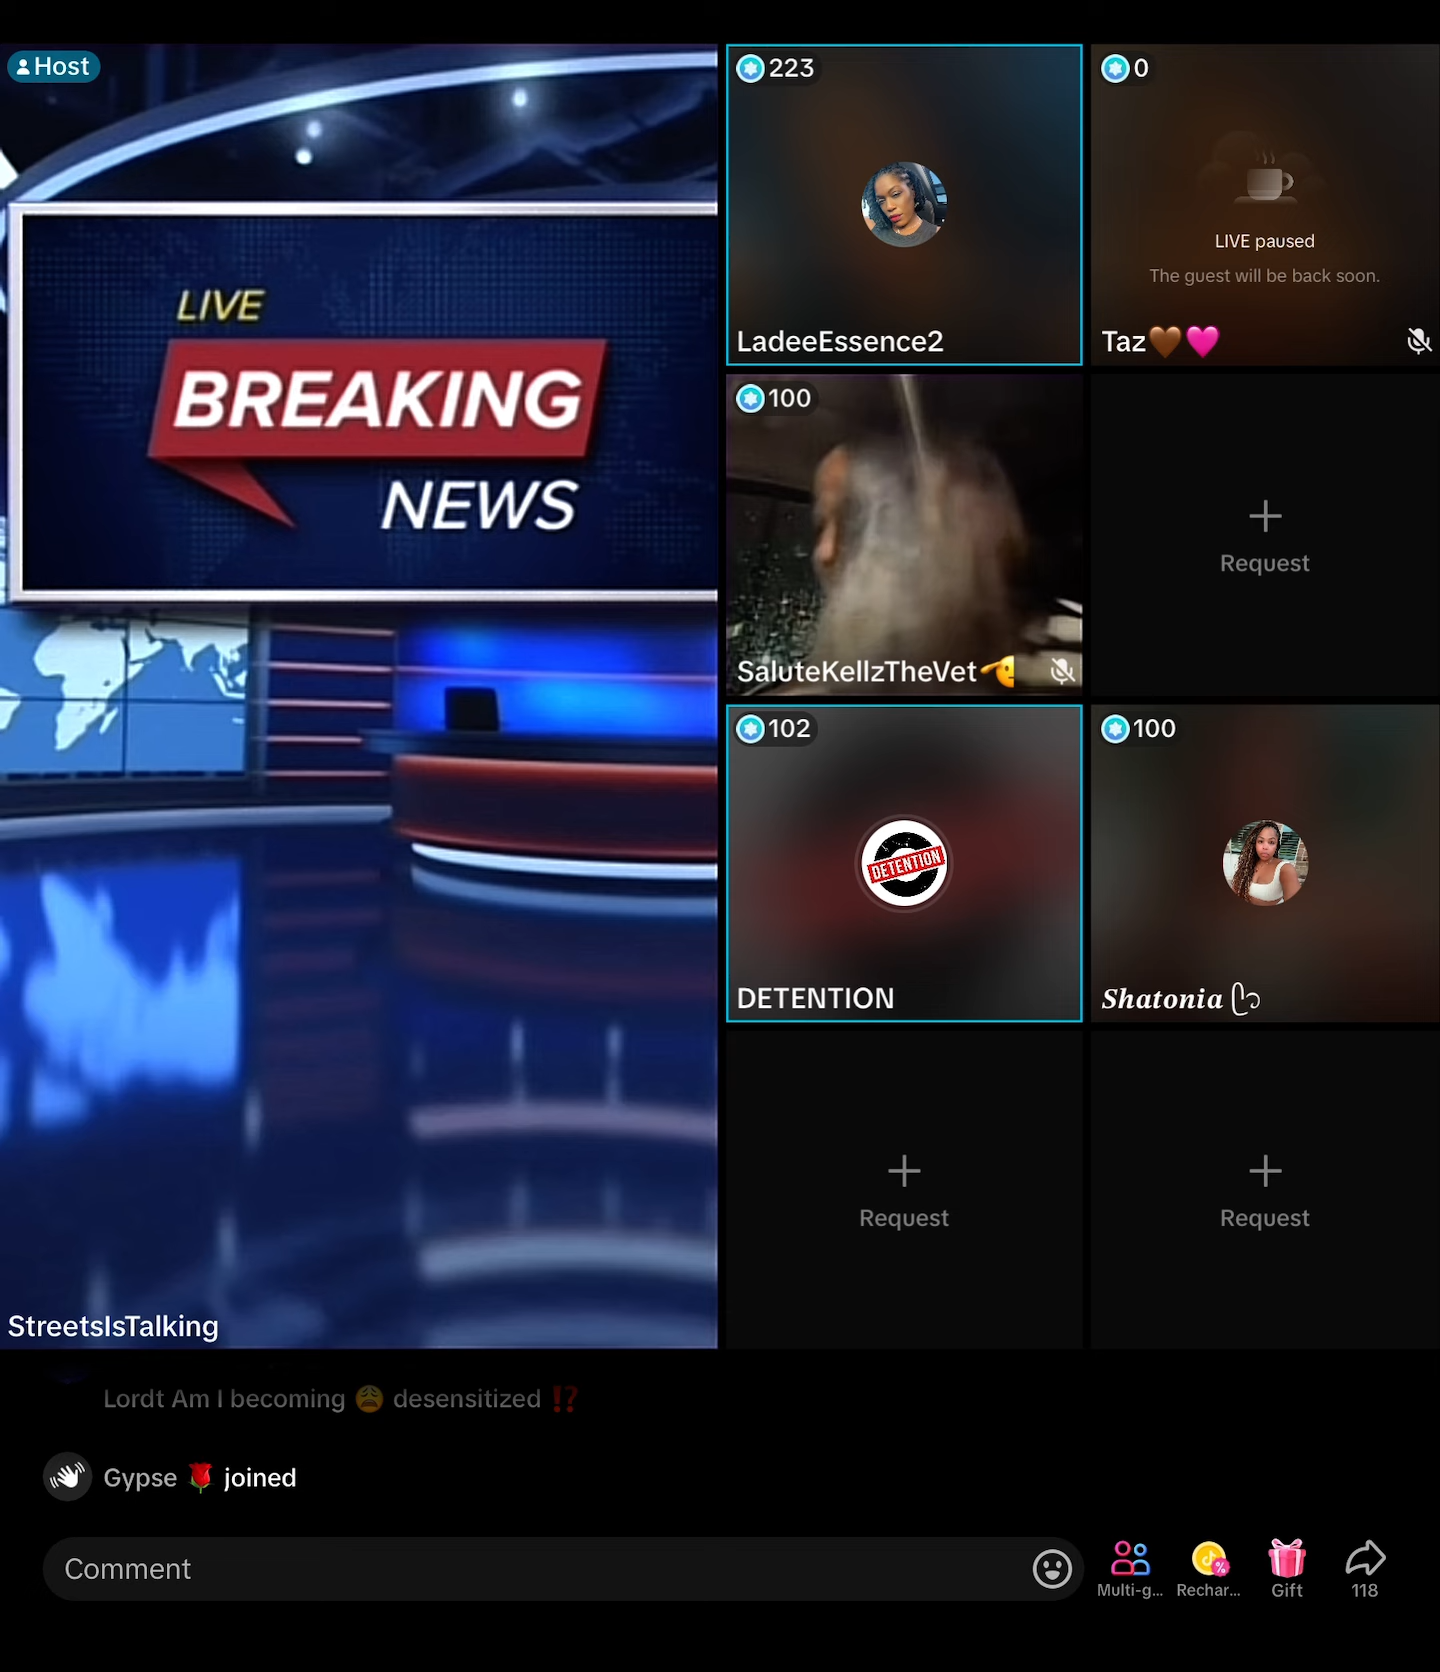 Host
LIVE
BREAKING
NEWS
StreetsIsTalking
223
LadeeEssence2
0
LIVE paused
The guest will be back soon.
Taz🤎🩷
100
SaluteKellzTheVet🫡
Request
102
DETENTION
DETENTION
100
Shatonia
Request
Request
Lordt Am I becoming 😩 desensitized ⁉️
Gypse 🌹 joined
Comment
Multi-g...
Rechar...
Gift
118